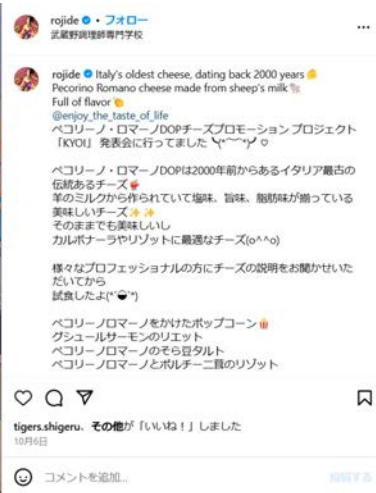 rojide • フォロー
武蔵野調理師専門学校
rojide Italy's oldest cheese, dating back 2000 years
Pecorino Romano cheese made from sheep's milk🐑
Full of flavor
@enjoy_the_taste_of_life
ペコリーノ・ロマーノDOPチーズプロモーション プロジェクト
「KYOI」 発表会に行ってました
ペコリーノ・ロマーノDOPは2000年前からあるイタリア最古の
伝統あるチーズ
羊のミルクから作られていて塩味、旨味、脂肪味が揃っている
美味しいチーズ✨✨
そのままでも美味しいし
カルボナーラやリゾットに最適なチーズ(o^^o)
様々なプロフェッショナルの方にチーズの説明をお聞かせいた
だいてから
試食したよ
ペコリーノロマーノをかけたポップコーン🍿
グシュールサーモンのリエット
ペコリーノロマーノのそら豆タルト
ペコリーノロマーノとポルチーニ茸のリゾット
tigers.shigeru、その他が「いいね！」しました
10月6日
コメントを追加...
投稿する